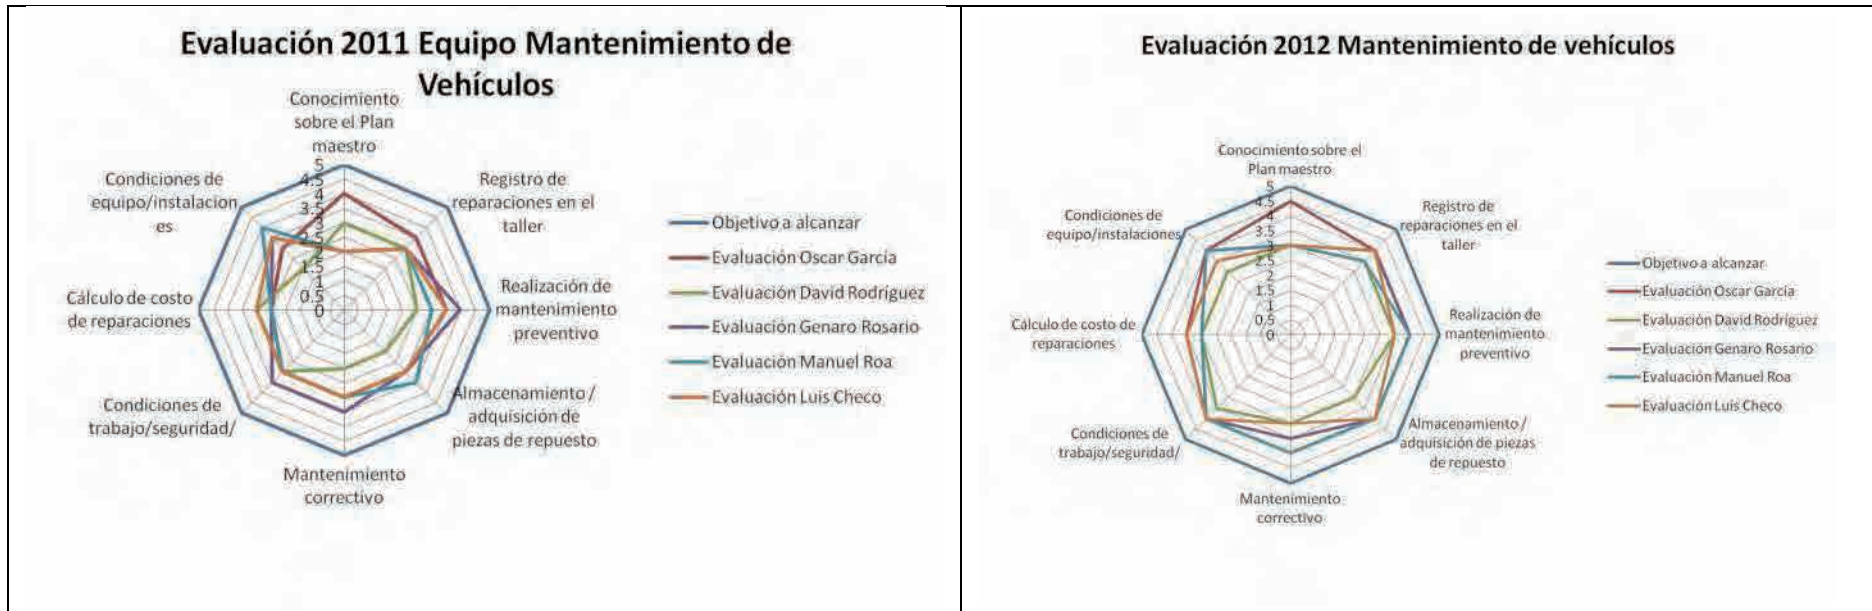 Evaluación 2011 Equipo Mantenimiento de
Vehículos
Conocimiento
sobre el Plan
maestro
Registro de
reparaciones en el
taller
Realización de
mantenimiento
preventivo
Almacenamiento /
adquisición de
piezas de repuesto
Mantenimiento
correctivo
Condiciones de
trabajo/seguridad/
Cálculo de costo
de reparaciones
Condiciones de
equipo/instalacion
es
5
4.5
4
3.5
3
2.5
2
1.5
1
0.5
0
Objetivo a alcanzar
Evaluación Oscar García
Evaluación David Rodríguez
Evaluación Genaro Rosario
Evaluación Manuel Roa
Evaluación Luis Checo
Evaluación 2012 Mantenimiento de vehículos
Conocimiento sobre el
Plan maestro
Registro de
reparaciones en el
taller
Realización de
mantenimiento
preventivo
Almacenamiento /
adquisición de piezas
de repuesto
Mantenimiento
correctivo
Condiciones de
trabajo/seguridad/
Cálculo de costo de
reparaciones
Condiciones de
equipo/instalaciones
5
4.5
4
3.5
3
2.5
2
1.5
1
0.5
0
Objetivo a alcanzar
Evaluación Oscar García
Evaluación David Rodríguez
Evaluación Genaro Rosario
Evaluación Manuel Roa
Evaluación Luis Checo